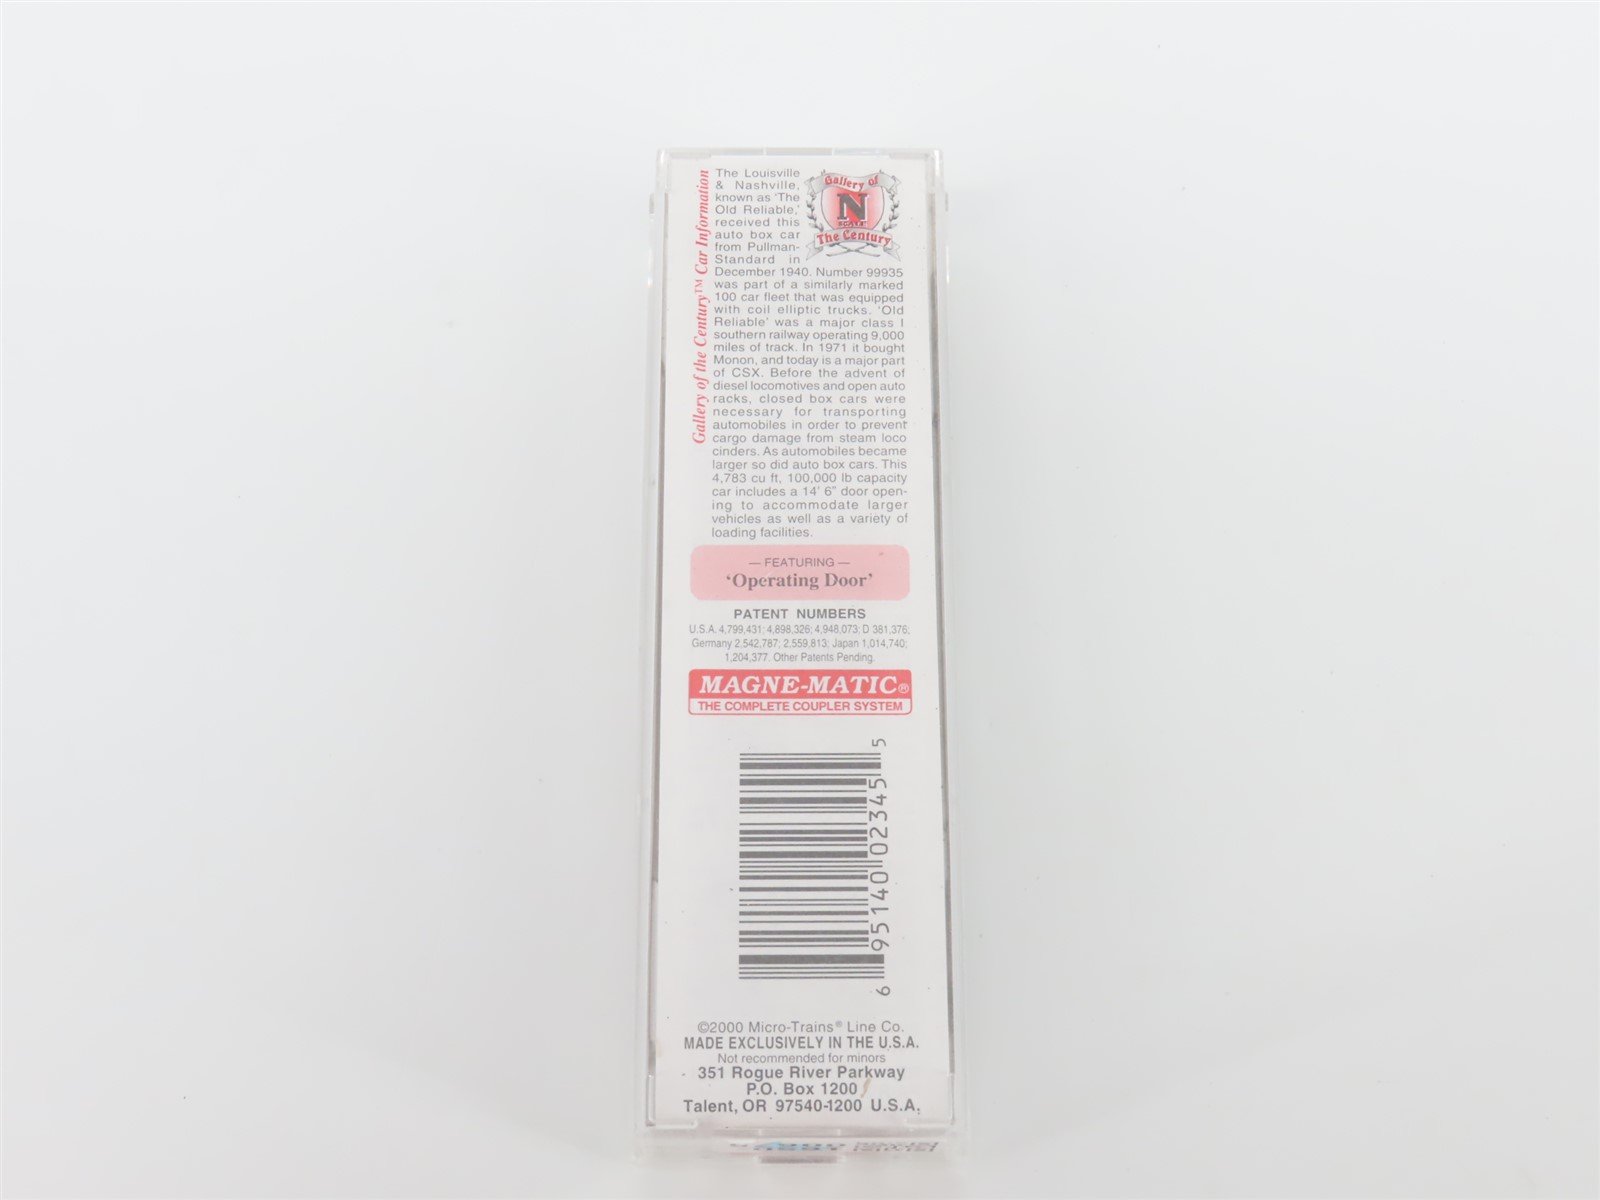 Gallery of the Century™ Car Information
Gallery of
N
SCALE
The Century
The Louisville
& Nashville,
known as 'The
Old Reliable,'
received this
auto box car
from Pullman-
Standard in
December 1940. Number 99935
was part of a similarly marked
100 car fleet that was equipped
with coil elliptic trucks. 'Old
Reliable' was a major class I
southern railway operating 9,000
miles of track. In 1971 it bought
Monon, and today is a major part
of CSX. Before the advent of
diesel locomotives and open auto
racks, closed box cars were
necessary for transporting
automobiles in order to prevent
cargo damage from steam loco
cinders. As automobiles became
larger so did auto box cars. This
4,783 cu ft, 100,000 lb capacity
car includes a 14' 6" door open-
ing to accommodate larger
vehicles as well as a variety of
loading facilities.
— FEATURING —
'Operating Door'
PATENT NUMBERS
U.S.A. 4,799,431; 4,898,326; 4,948,073; D 381,376;
Germany 2,542,787; 2,559,813; Japan 1,014,740;
1,204,377. Other Patents Pending.
MAGNE-MATIC®
THE COMPLETE COUPLER SYSTEM
6 95140 02345 5
©2000 Micro-Trains® Line Co.
MADE EXCLUSIVELY IN THE U.S.A.
Not recommended for minors
351 Rogue River Parkway
P.O. Box 1200
Talent, OR 97540-1200 U.S.A.